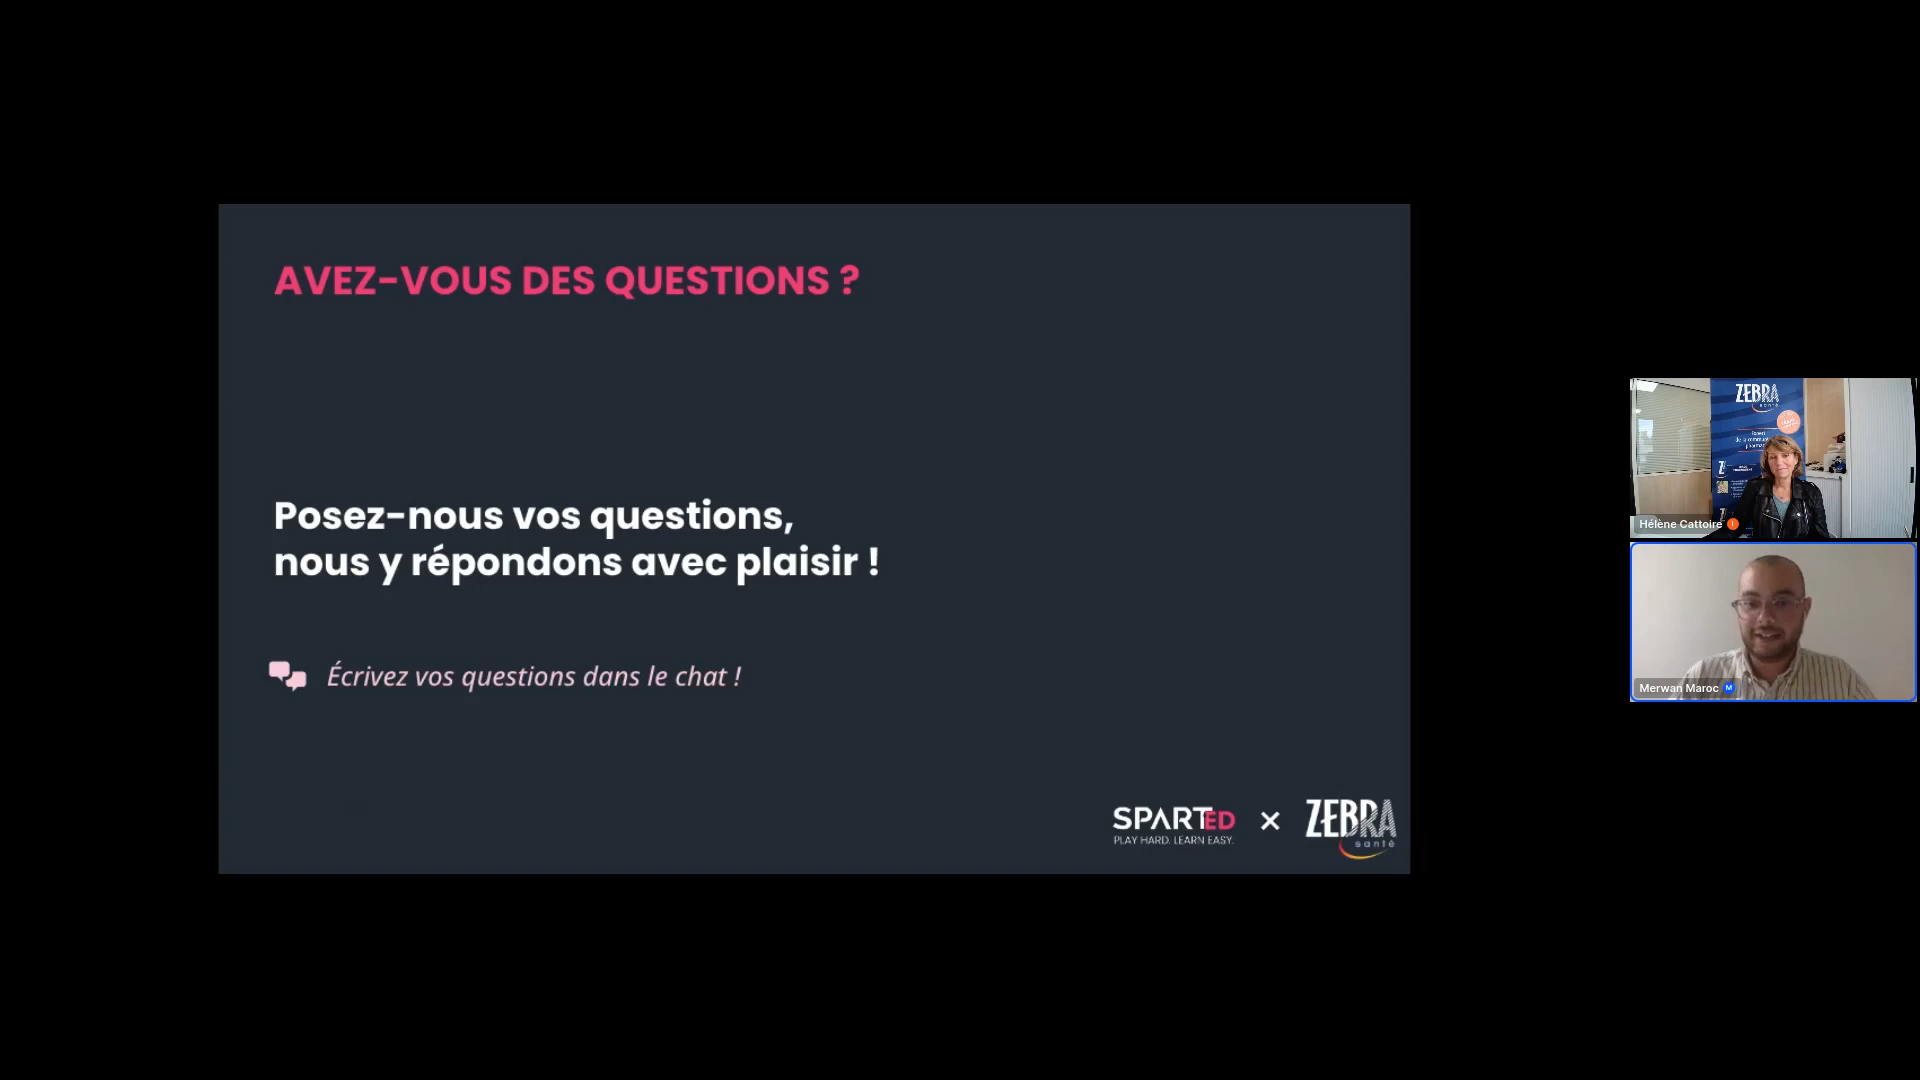 AVEZ-VOUS DES QUESTIONS ?
Posez-nous vos questions,
nous y répondons avec plaisir !
Écrivez vos questions dans le chat !
SPARTED
PLAY HARD. LEARN EASY.
×
ZEBRA
santé
ZEBRA
santé
Hélène Cattoire
Merwan Maroc
M